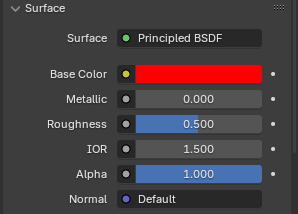 Surface
Surface Principled BSDF
Base Color
Metallic 0.000
Roughness 0.500
IOR 1.500
Alpha 1.000
Normal Default